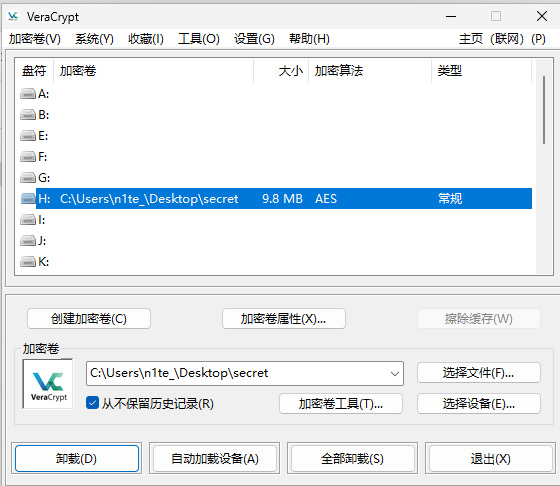 VeraCrypt
加密卷(V) 系统(Y) 收藏(I) 工具(O) 设置(G) 帮助(H) 主页（联网）(P)
盘符 加密卷 大小 加密算法 类型
A:
B:
E:
F:
G:
H: C:\Users\n1te_\Desktop\secret 9.8 MB AES 常规
I:
J:
K:
创建加密卷(C) 加密卷属性(X)... 擦除缓存(W)
加密卷
VeraCrypt
C:\Users\n1te_\Desktop\secret 选择文件(F)...
从不保留历史记录(R) 加密卷工具(T)... 选择设备(E)...
卸载(D) 自动加载设备(A) 全部卸载(S) 退出(X)